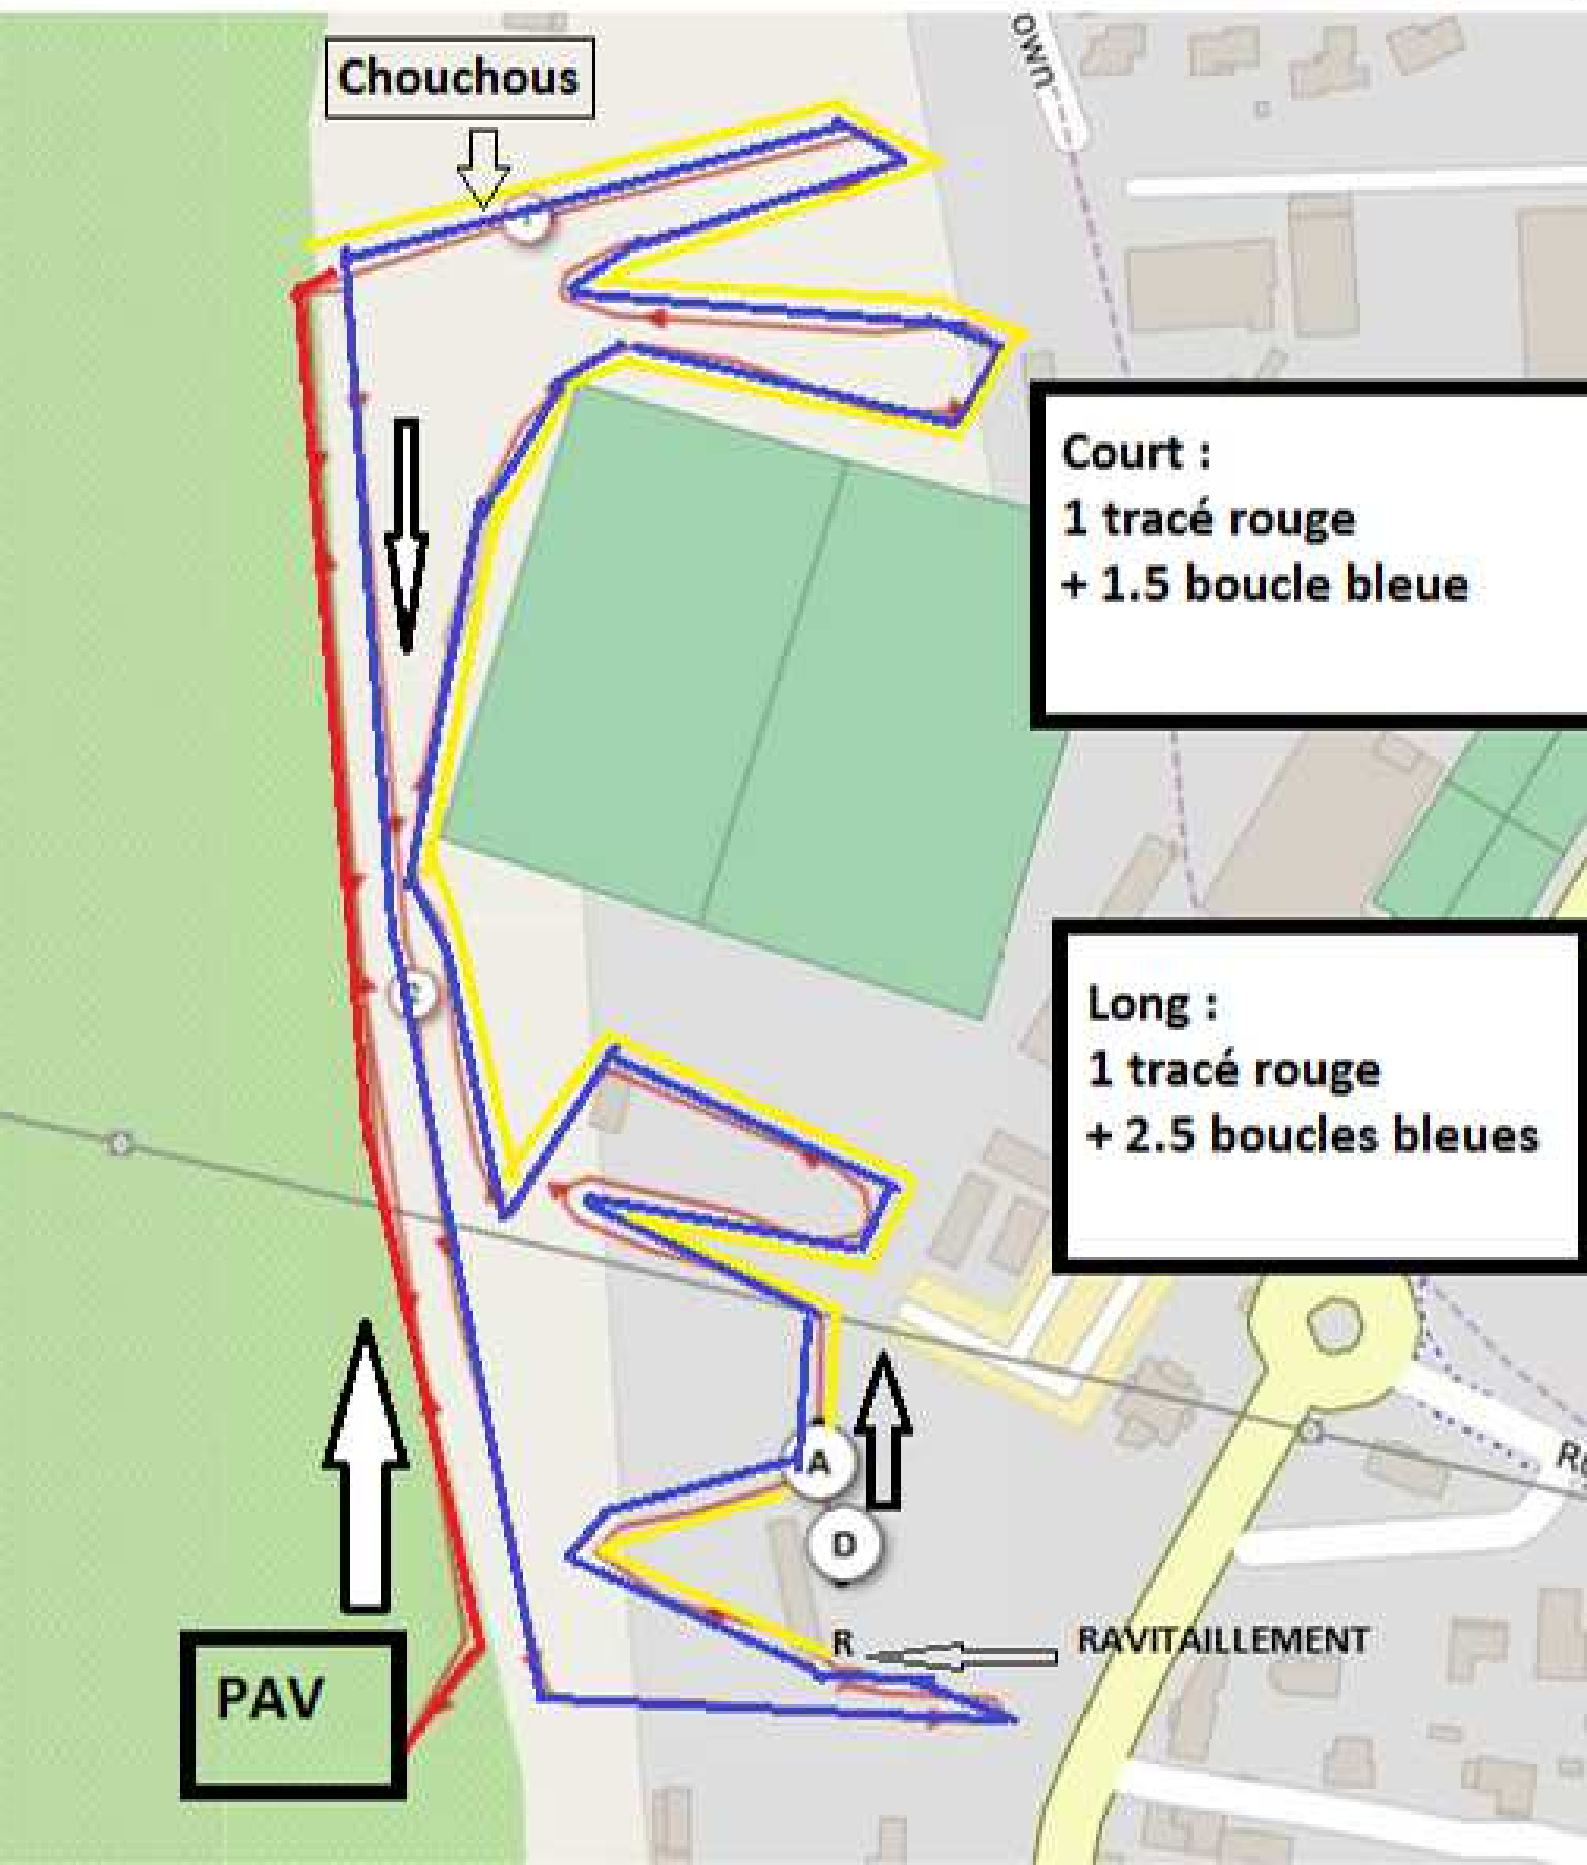 own
Chouchous
Court :
1 tracé rouge
+ 1.5 boucle bleue
Long :
1 tracé rouge
+ 2.5 boucles bleues
A
D
R
RAVITAILLEMENT
PAV